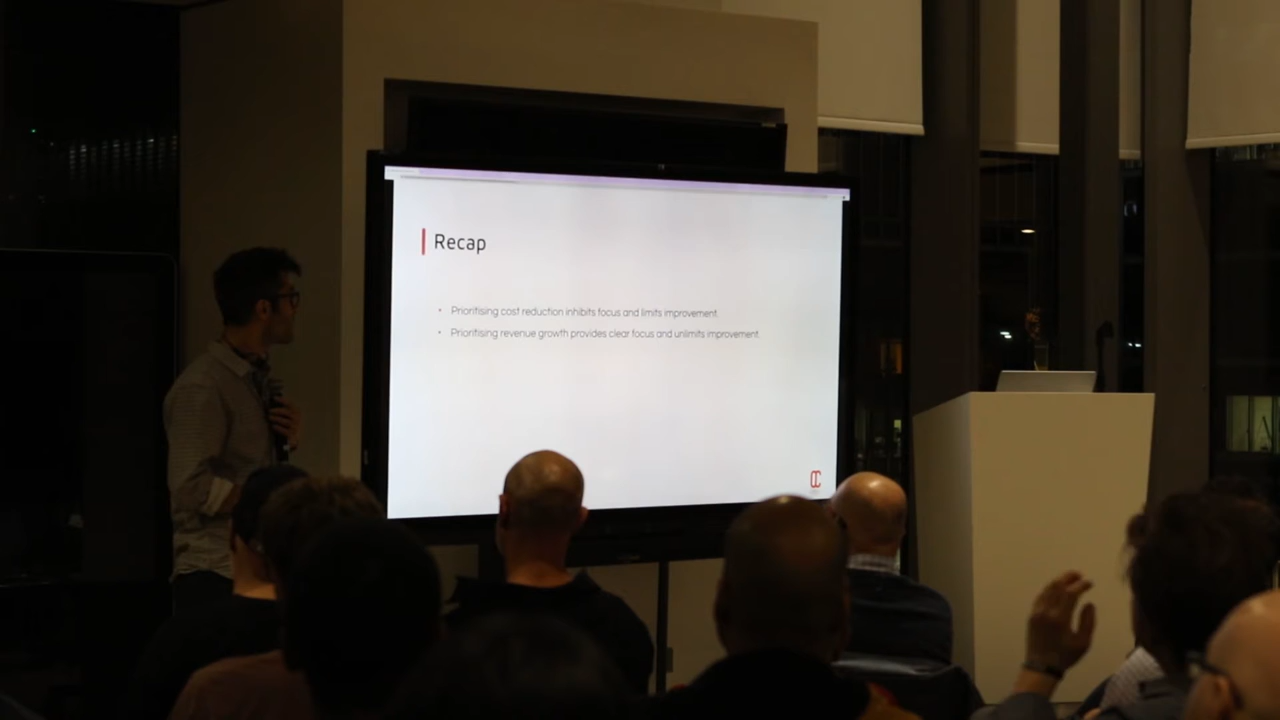 Recap
• Prioritising cost reduction inhibits focus and limits improvement.
• Prioritising revenue growth provides clear focus and unlimits improvement.